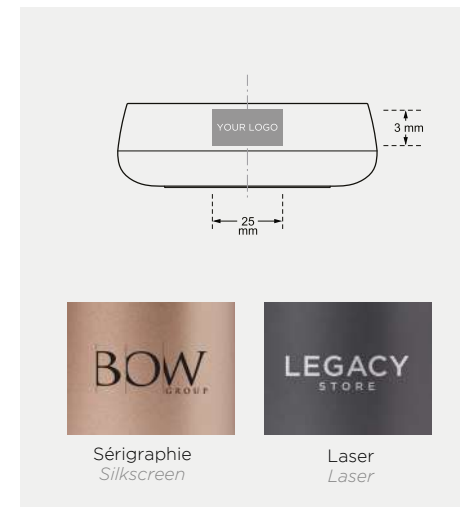 YOUR LOGO
3 mm
25
mm
BOW
GROUP
LEGACY
STORE
Sérigraphie
Silkscreen
Laser
Laser